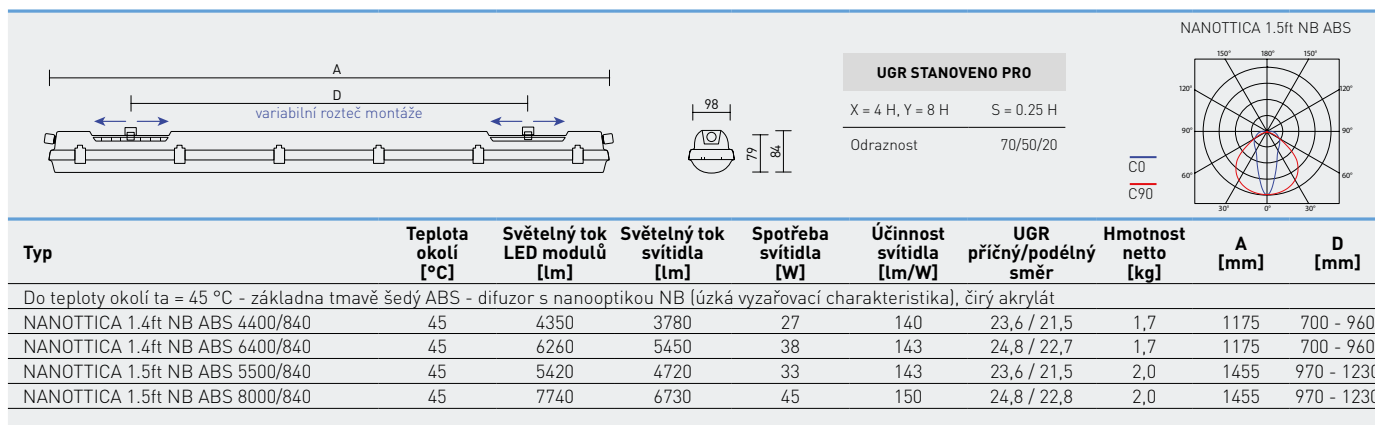 NANOTTICA 1.5ft NB ABS
A
D
variabilní rozteč montáže
98
79
84
UGR STANOVENO PRO
X = 4 H, Y = 8 H S = 0.25 H
Odraznost 70/50/20
C0
C90
150° 180° 150°
120° 120°
90° 90°
60° 60°
30° 0° 30°
Typ Teplota okolí [°C] Světelný tok LED modulů [lm] Světelný tok svítidla [lm] Spotřeba svítidla [W] Účinnost svítidla [lm/W] UGR příčný/podélný směr Hmotnost netto [kg] A [mm] D [mm]
Do teploty okolí ta = 45 °C - základna tmavě šedý ABS - difuzor s nanooptikou NB (úzká vyzařovací charakteristika), čirý akrylát
NANOTTICA 1.4ft NB ABS 4400/840 45 4350 3780 27 140 23,6 / 21,5 1,7 1175 700 - 960
NANOTTICA 1.4ft NB ABS 6400/840 45 6260 5450 38 143 24,8 / 22,7 1,7 1175 700 - 960
NANOTTICA 1.5ft NB ABS 5500/840 45 5420 4720 33 143 23,6 / 21,5 2,0 1455 970 - 1230
NANOTTICA 1.5ft NB ABS 8000/840 45 7740 6730 45 150 24,8 / 22,8 2,0 1455 970 - 1230